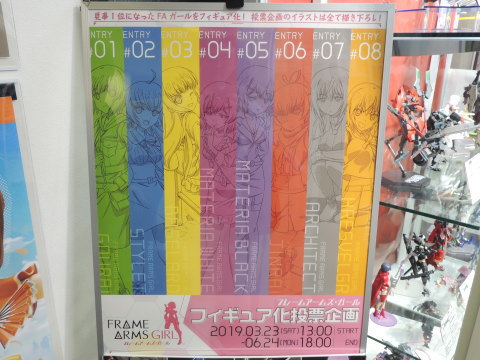 見事1位になったFAガールをフィギュア化! 投票企画のイラストは全て描き下ろし!
ENTRY
#01
ENTRY
#02
ENTRY
#03
ENTRY
#04
ENTRY
#05
ENTRY
#06
ENTRY
#07
ENTRY
#08
GOURAI
STYLET
MATERIA WHITE
MATERIA BLACK
JINRAI
ARCHITECT
HRESVELGR
FRAME
ARMS GIRL
フレームアームズ・ガール
フィギュア化投票企画
2019.03.23(SAT)13:00 START
-06.24(MON)18:00 END